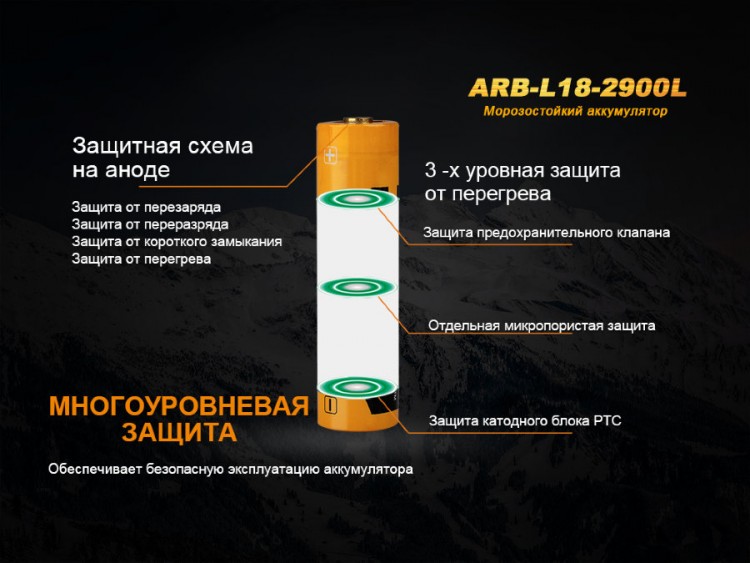 ARB-L18-2900L
Морозостойкий аккумулятор
Защитная схема
на аноде
Защита от перезаряда
Защита от переразряда
Защита от короткого замыкания
Защита от перегрева
3 -х уровная защита
от перегрева
Защита предохранительного клапана
Отдельная микропористая защита
Защита катодного блока PTC
МНОГОУРОВНЕВАЯ
ЗАЩИТА
Обеспечивает безопасную эксплуатацию аккумулятора